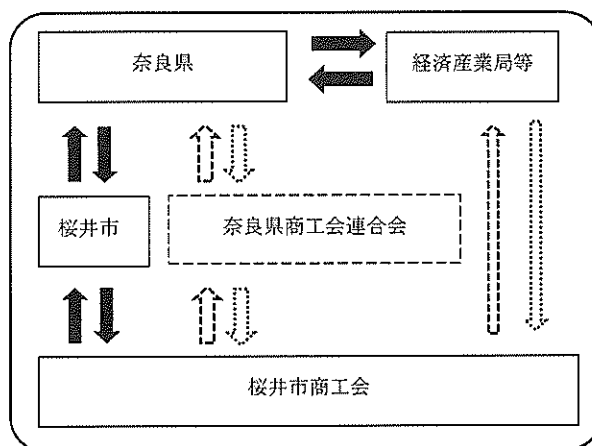 奈良県
経済産業局等
桜井市
奈良県商工会連合会
桜井市商工会